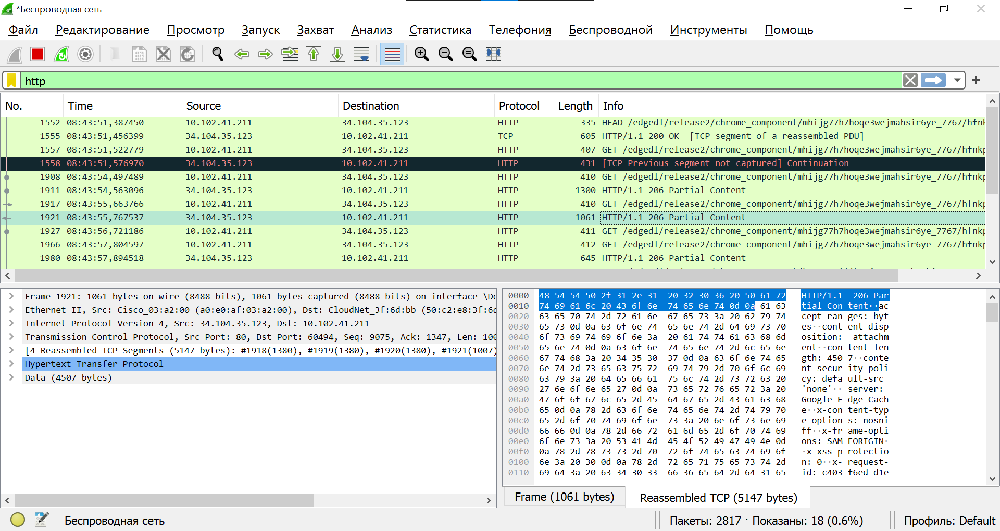 *Беспроводная сеть
Файл Редактирование Просмотр Запуск Захват Анализ Статистика Телефония Беспроводной Инструменты Помощь
http
No. Time Source Destination Protocol Length Info
1552 08:43:51,387450 10.102.41.211 34.104.35.123 HTTP 335 HEAD /edgedl/release2/chrome_component/mhijg77h7hoqe3wejmahsir6ye_7767/hfnk
1555 08:43:51,456399 34.104.35.123 10.102.41.211 TCP 605 HTTP/1.1 200 OK [TCP segment of a reassembled PDU]
1557 08:43:51,522779 10.102.41.211 34.104.35.123 HTTP 407 GET /edgedl/release2/chrome_component/mhijg77h7hoqe3wejmahsir6ye_7767/hfnkp
1558 08:43:51,576970 34.104.35.123 10.102.41.211 HTTP 431 [TCP Previous segment not captured] Continuation
1908 08:43:54,497489 10.102.41.211 34.104.35.123 HTTP 410 GET /edgedl/release2/chrome_component/mhijg77h7hoqe3wejmahsir6ye_7767/hfnkp
1911 08:43:54,563096 34.104.35.123 10.102.41.211 HTTP 1300 HTTP/1.1 206 Partial Content
1917 08:43:55,663766 10.102.41.211 34.104.35.123 HTTP 410 GET /edgedl/release2/chrome_component/mhijg77h7hoqe3wejmahsir6ye_7767/hfnkp
1921 08:43:55,767537 34.104.35.123 10.102.41.211 HTTP 1061 HTTP/1.1 206 Partial Content
1927 08:43:56,721186 10.102.41.211 34.104.35.123 HTTP 411 GET /edgedl/release2/chrome_component/mhijg77h7hoqe3wejmahsir6ye_7767/hfnkp
1966 08:43:57,804597 10.102.41.211 34.104.35.123 HTTP 412 GET /edgedl/release2/chrome_component/mhijg77h7hoqe3wejmahsir6ye_7767/hfnkp
1980 08:43:57,894518 34.104.35.123 10.102.41.211 HTTP 645 HTTP/1.1 206 Partial Content
Frame 1921: 1061 bytes on wire (8488 bits), 1061 bytes captured (8488 bits) on interface \De
Ethernet II, Src: Cisco_03:a2:00 (a0:e0:af:03:a2:00), Dst: CloudNet_3f:6d:bb (50:c2:e8:3f:6d
Internet Protocol Version 4, Src: 34.104.35.123, Dst: 10.102.41.211
Transmission Control Protocol, Src Port: 80, Dst Port: 60494, Seq: 9075, Ack: 1347, Len: 100
[4 Reassembled TCP Segments (5147 bytes): #1918(1380), #1919(1380), #1920(1380), #1921(1007)
Hypertext Transfer Protocol
Data (4507 bytes)
0000 48 54 54 50 2f 31 2e 31 20 32 30 36 20 50 61 72 HTTP/1.1 206 Par
0010 74 69 61 6c 20 43 6f 6e 74 65 6e 74 0d 0a 61 63 tial Con tent··ac
0020 63 65 70 74 2d 72 61 6e 67 65 73 3a 20 62 79 74 cept-ran ges: byt
0030 65 73 0d 0a 63 6f 6e 74 65 6e 74 2d 64 69 73 70 es··cont ent-disp
0040 6f 73 69 74 69 6f 6e 3a 20 61 74 74 61 63 68 6d osition: attachm
0050 65 6e 74 0d 0a 63 6f 6e 74 65 6e 74 2d 6c 65 6e ent··con tent-len
0060 67 74 68 3a 20 34 35 30 37 0d 0a 63 6f 6e 74 65 gth: 450 7··conte
0070 6e 74 2d 73 65 63 75 72 69 74 79 2d 70 6f 6c 69 nt-secur ity-poli
0080 63 79 3a 20 64 65 66 61 75 6c 74 2d 73 72 63 20 cy: defa ult-src
0090 27 6e 6f 6e 65 27 0d 0a 73 65 72 76 65 72 3a 20 'none'·· server:
00a0 47 6f 6f 67 6c 65 2d 45 64 67 65 2d 43 61 63 68 Google-E dge-Cach
00b0 65 0d 0a 78 2d 63 6f 6e 74 65 6e 74 2d 74 79 70 e··x-con tent-typ
00c0 65 2d 6f 70 74 69 6f 6e 73 3a 20 6e 6f 73 6e 69 e-option s: nosni
00d0 66 66 0d 0a 78 2d 66 72 61 6d 65 2d 6f 70 74 69 ff··x-fr ame-opti
00e0 6f 6e 73 3a 20 53 41 4d 45 4f 52 49 47 49 4e 0d ons: SAM EORIGIN·
00f0 0a 78 2d 78 73 73 2d 70 72 6f 74 65 63 74 69 6f ·x-xss-p rotectio
0100 6e 3a 20 30 0d 0a 78 2d 72 65 71 75 65 73 74 2d n: 0··x- request-
0110 69 64 3a 20 63 34 30 33 66 36 65 64 2d 64 31 65 id: c403 f6ed-d1e
Frame (1061 bytes) Reassembled TCP (5147 bytes)
Беспроводная сеть Пакеты: 2817 · Показаны: 18 (0.6%) Профиль: Default